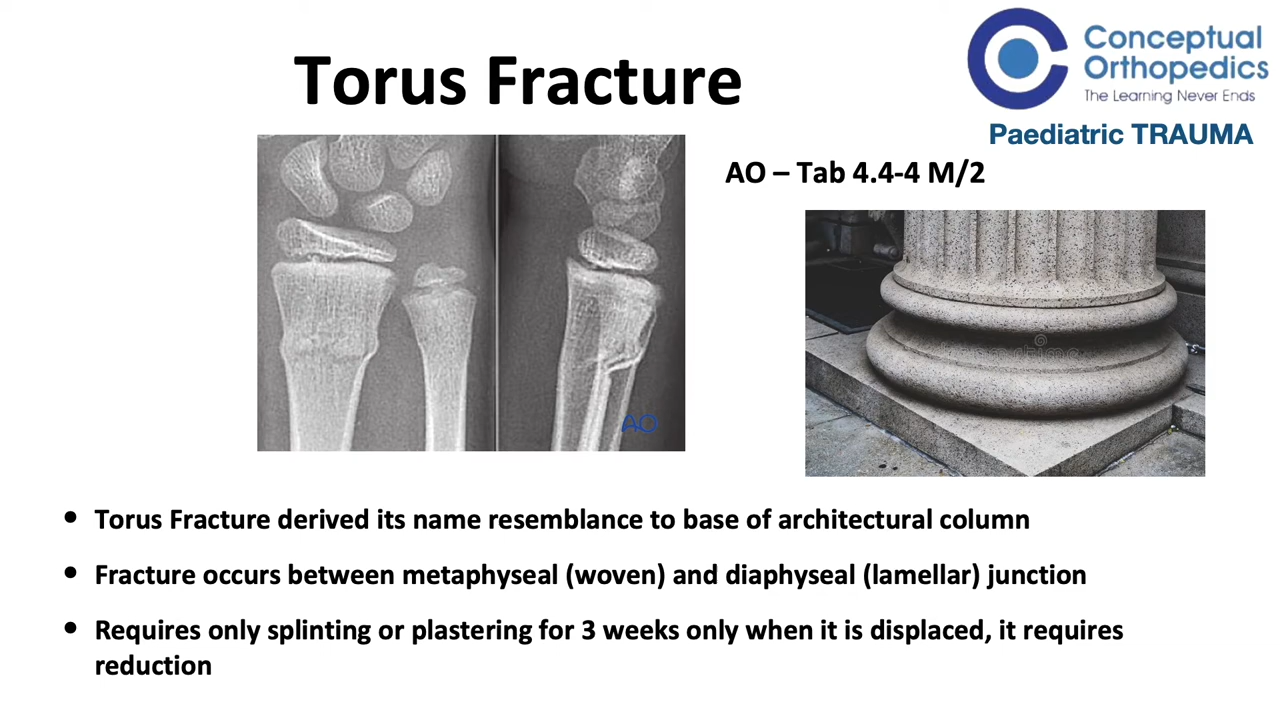 Torus Fracture
Conceptual
Orthopedics
The Learning Never Ends
Paediatric TRAUMA
AO – Tab 4.4-4 M/2
AO
• Torus Fracture derived its name resemblance to base of architectural column
• Fracture occurs between metaphyseal (woven) and diaphyseal (lamellar) junction
• Requires only splinting or plastering for 3 weeks only when it is displaced, it requires
reduction